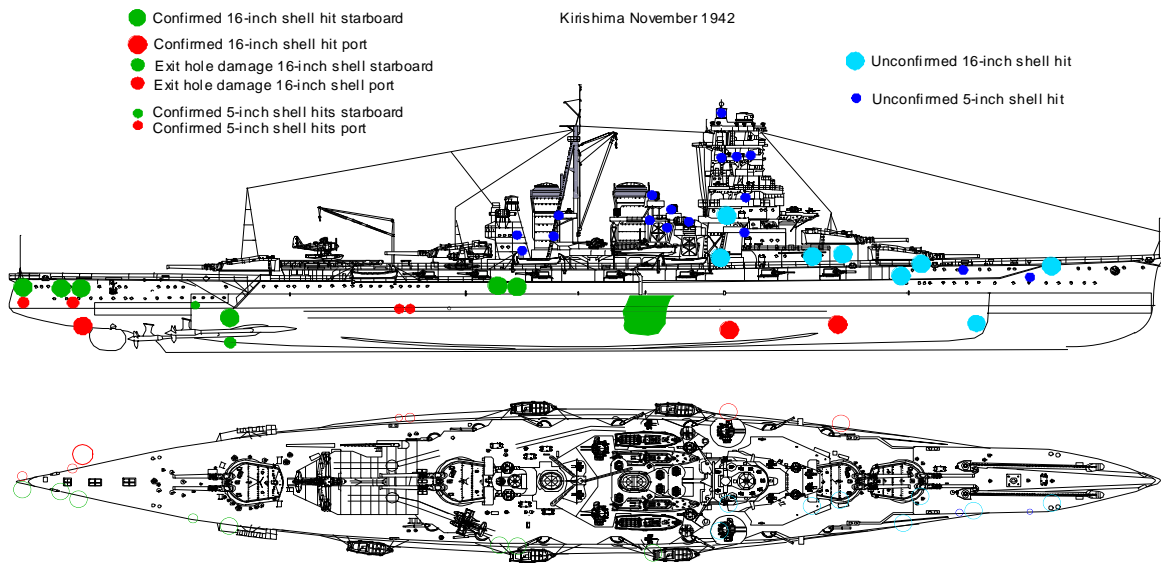 Kirishima November 1942
Confirmed 16-inch shell hit starboard
Confirmed 16-inch shell hit port
Exit hole damage 16-inch shell starboard
Exit hole damage 16-inch shell port
Confirmed 5-inch shell hits starboard
Confirmed 5-inch shell hits port
Unconfirmed 16-inch shell hit
Unconfirmed 5-inch shell hit